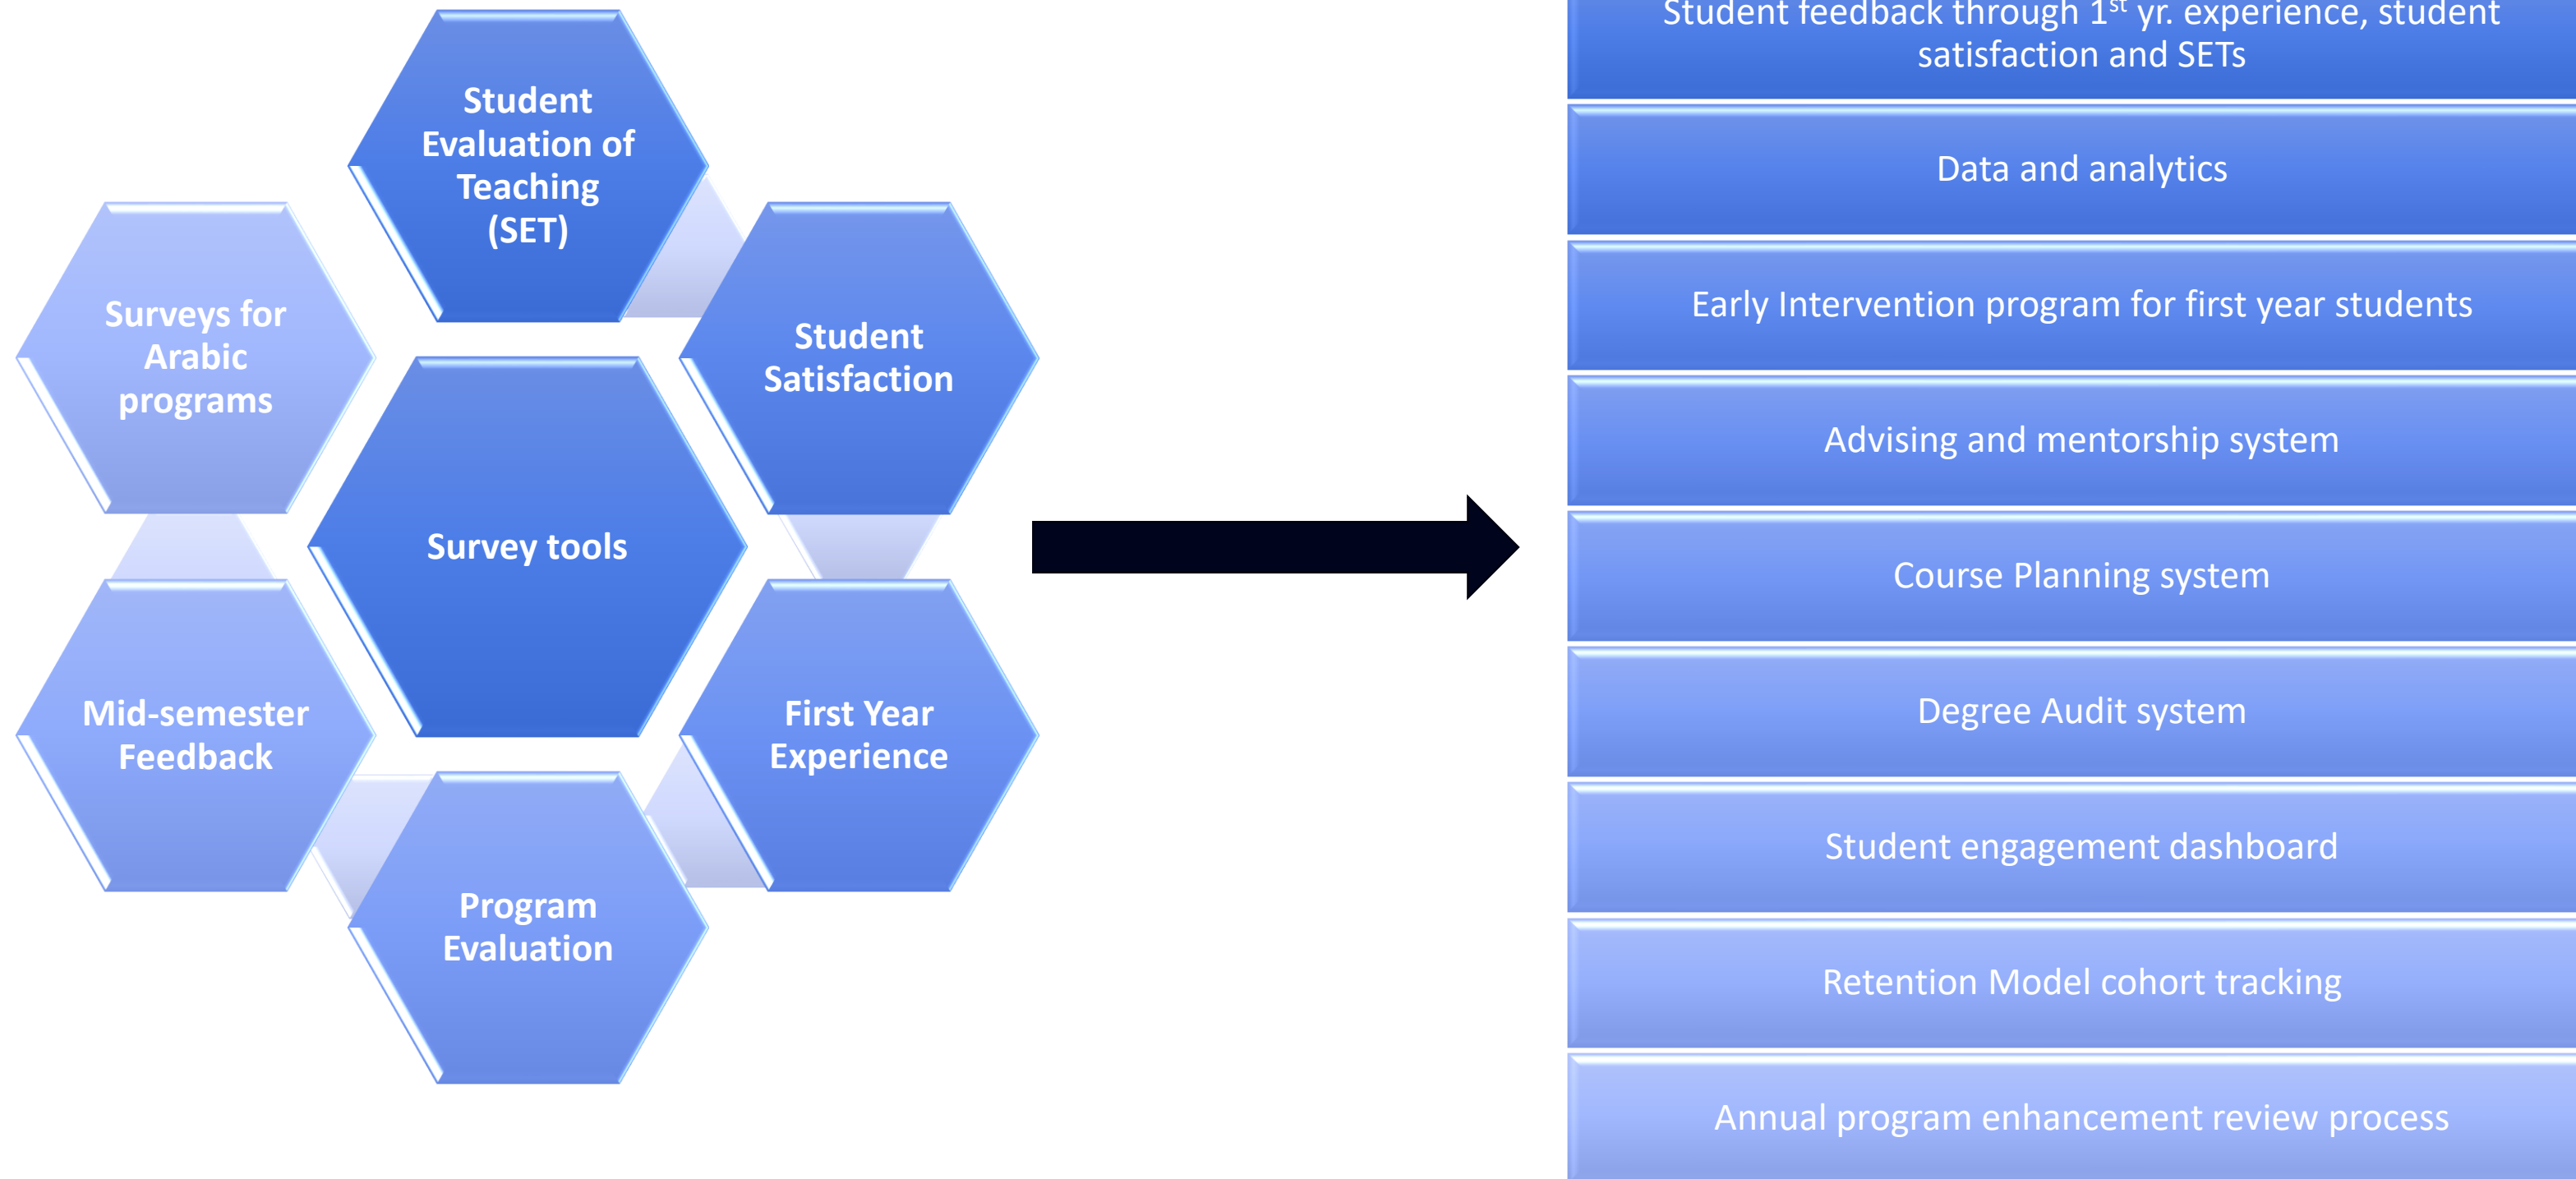 Student
Evaluation of
Teaching
(SET)
Student
Satisfaction
First Year
Experience
Program
Evaluation
Mid-semester
Feedback
Surveys for
Arabic
programs
Survey tools
Student feedback through 1st yr. experience, student
satisfaction and SETs
Data and analytics
Early Intervention program for first year students
Advising and mentorship system
Course Planning system
Degree Audit system
Student engagement dashboard
Retention Model cohort tracking
Annual program enhancement review process